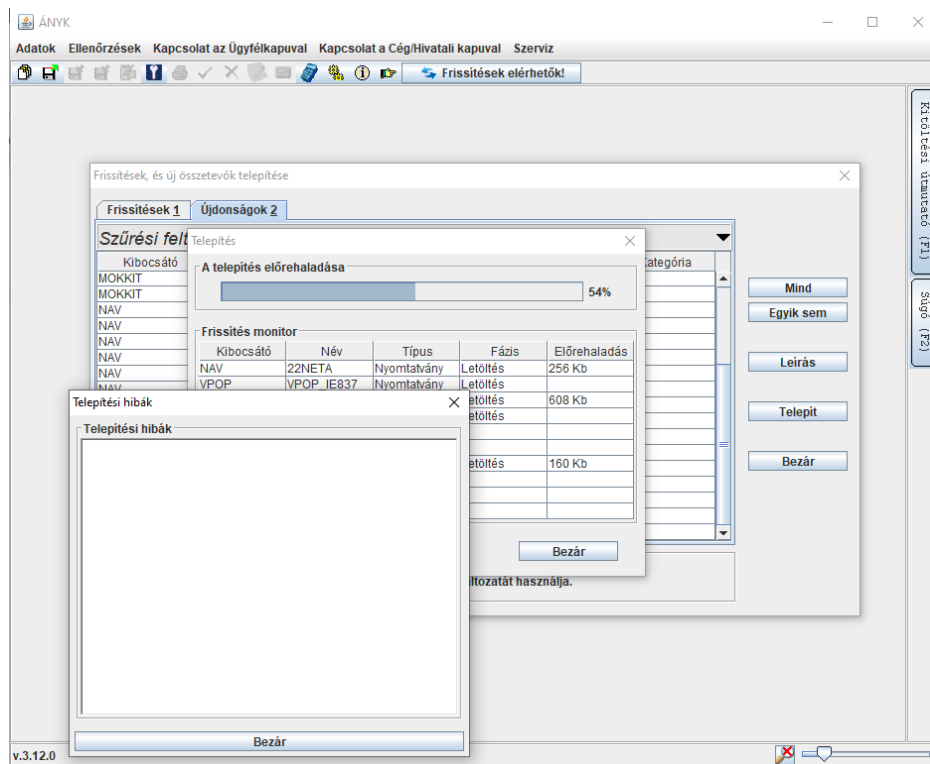 ÁNYK
Adatok Ellenőrzések Kapcsolat az Ügyfélkapuval Kapcsolat a Cég/Hivatali kapuval Szerviz
Frissítések elérhetők!
Kitöltési útmutató (F1)
Súgó (F2)
Frissítések, és új összetevők telepítése
Frissítések 1 Újdonságok 2
Szűrési felt
Kibocsátó
MOKKIT
MOKKIT
NAV
NAV
NAV
NAV
NAV
NAV
Kategória
Mind
Egyik sem
Leírás
Telepít
Bezár
Telepítés
A telepítés előrehaladása
54%
Frissítés monitor
Kibocsátó Név Típus Fázis Előrehaladás
NAV 22NETA Nyomtatvány Letöltés 256 Kb
VPOP VPOP_IE837 Nyomtatvány Letöltés
etöltés 608 Kb
etöltés
etöltés 160 Kb
Bezár
ltozatát használja.
Telepítési hibák
Telepítési hibák
Bezár
v.3.12.0